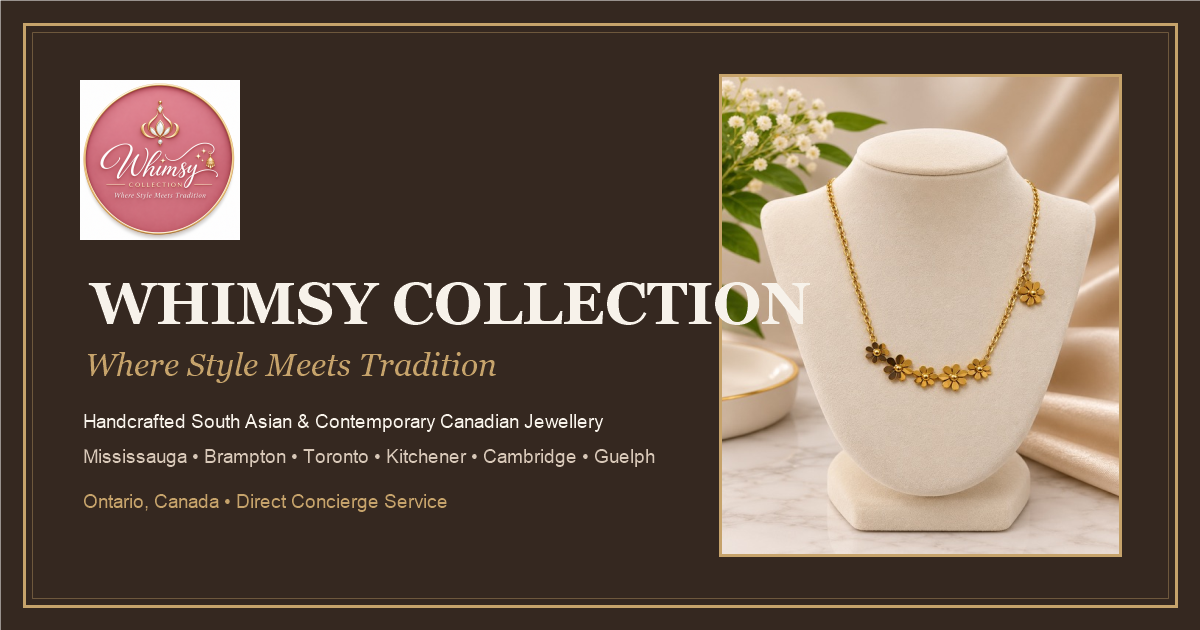 Whimsy
COLLECTION
Where Style Meets Tradition
WHIMSY COLLECTION
Where Style Meets Tradition
Handcrafted South Asian & Contemporary Canadian Jewellery
Mississauga • Brampton • Toronto • Kitchener • Cambridge • Guelph
Ontario, Canada • Direct Concierge Service